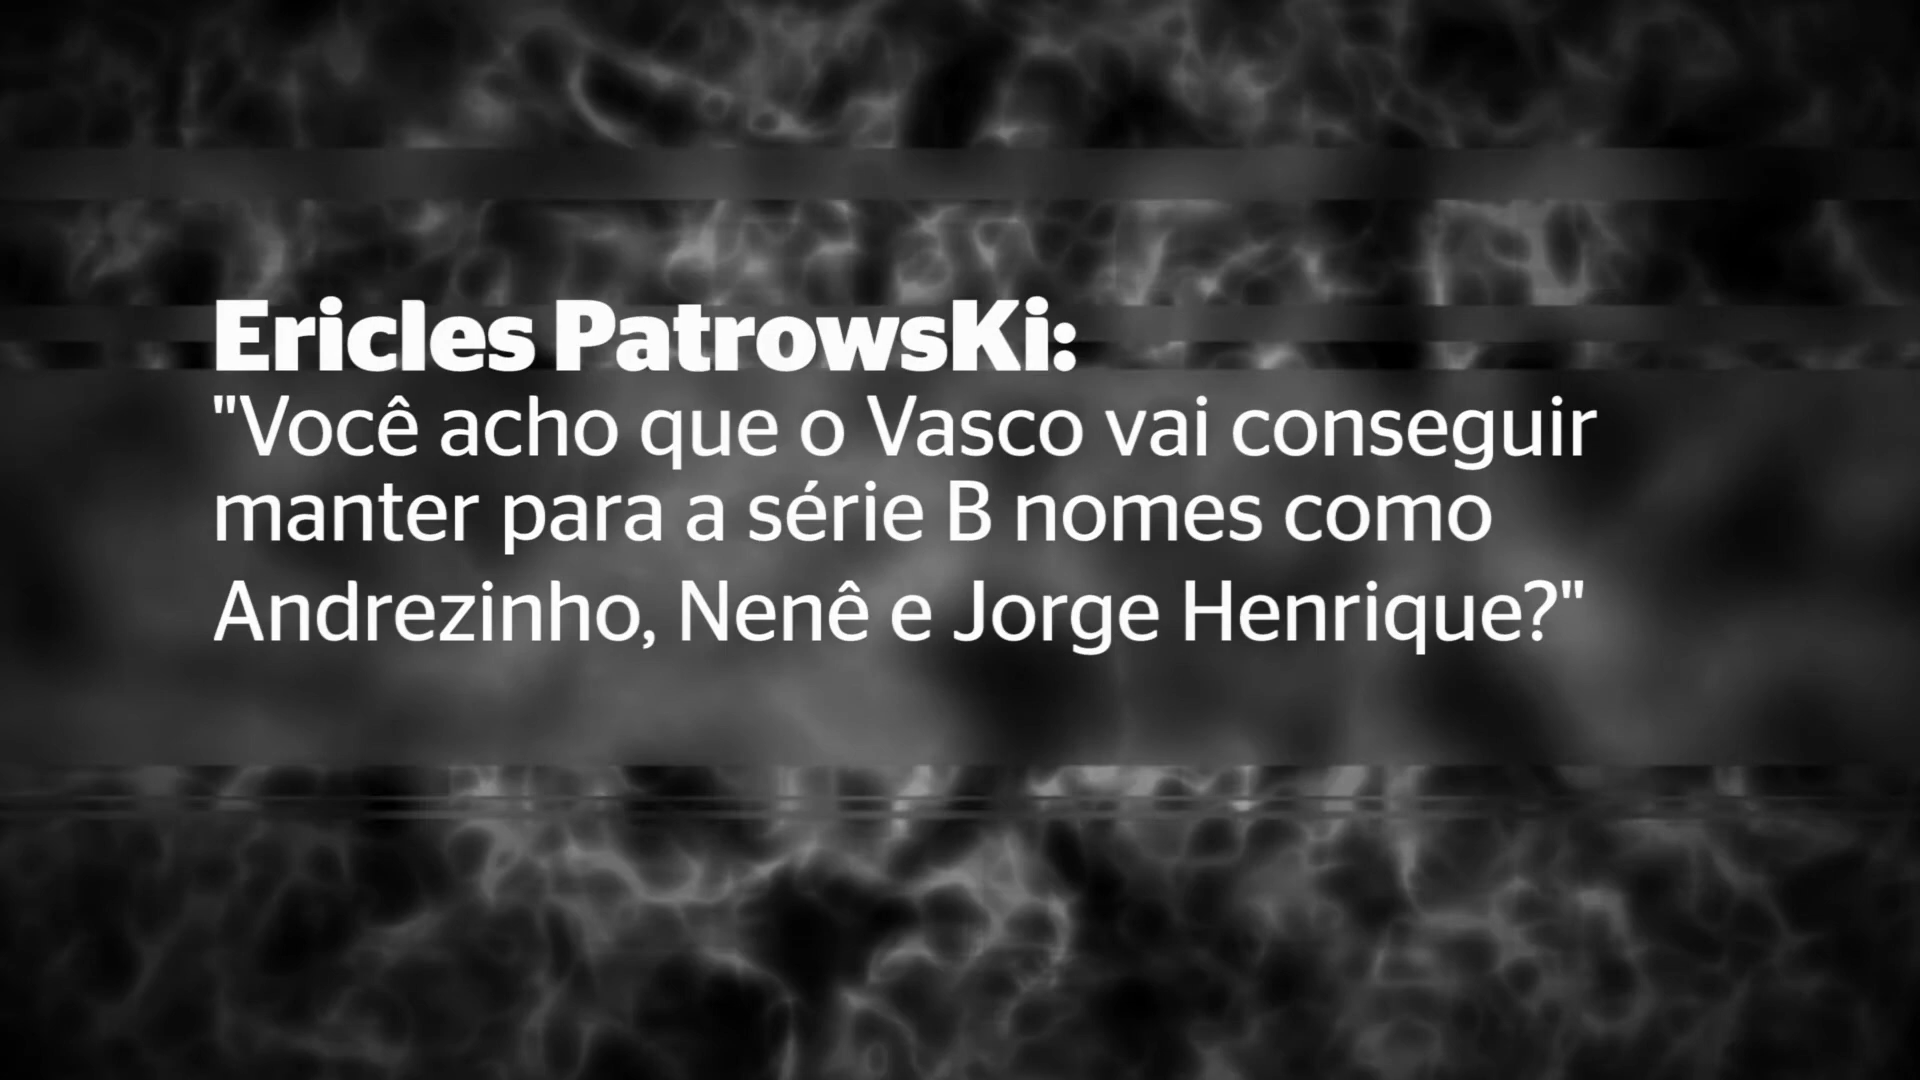 Ericles PatrowsKi:
"Você acho que o Vasco vai conseguir
manter para a série B nomes como
Andrezinho, Nenê e Jorge Henrique?"